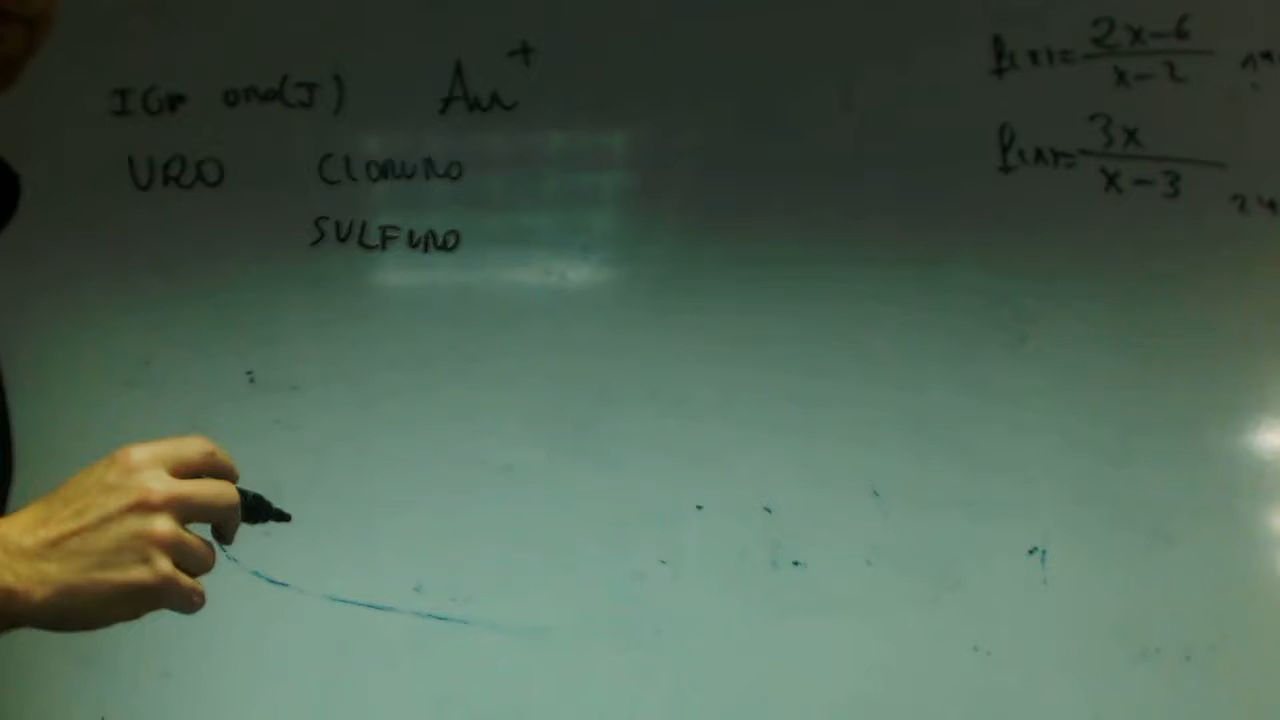 Au+
URO CLORURO
SULFURO
f(x)= 2x-6 / x-2
f(x)= 3x / x-3